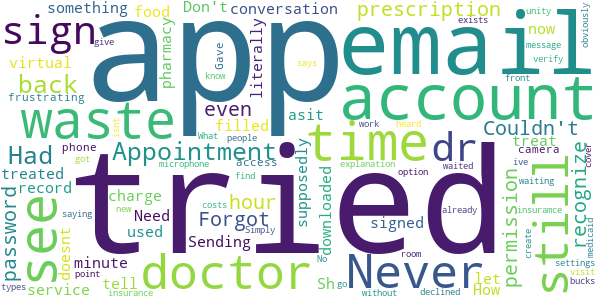 something
Don't
conversation
prescription
exists
unity
food
Gave
know
give
message
verify
obviously
sign
app
email
pharmacy
literally
now
says
front
back
virtual
frustrating
even
account
waste
filled
asit
time
dr
Couldn't
Had
Appointment
What
people
isnt
work
heard
treat
camera
cover
phone
got
microphone
access
explanation
ive
waiting
treated
record
tried
find
option
waited
permission
recognize
see
password
doesnt
charge
new
Need
used
Forgot
hour
supposedly
downloaded
signed
already
still
insuramce
create
medicaid
saying
minute
Sending
costs
Simply
room
Never
settings
point
doctor
Sh
No
go
let
visit
types
service
tell
insurance
without
declined
How
bucks